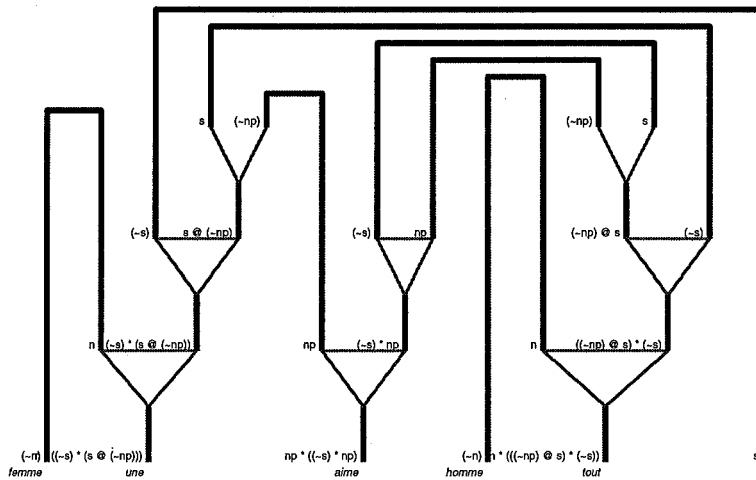 s (~np) (~np) s
(~s) s @ (~np) (~s) np (~np) @ s (~s)
n (~s) * (s @ (~np)) np (~s) * np n ((~np) @ s) * (~s)
(~n) ((~s) * (s @ (~np))) np * ((~s) * np) (~n) n * (((~np) @ s) * (~s)) s
femme une aime homme tout